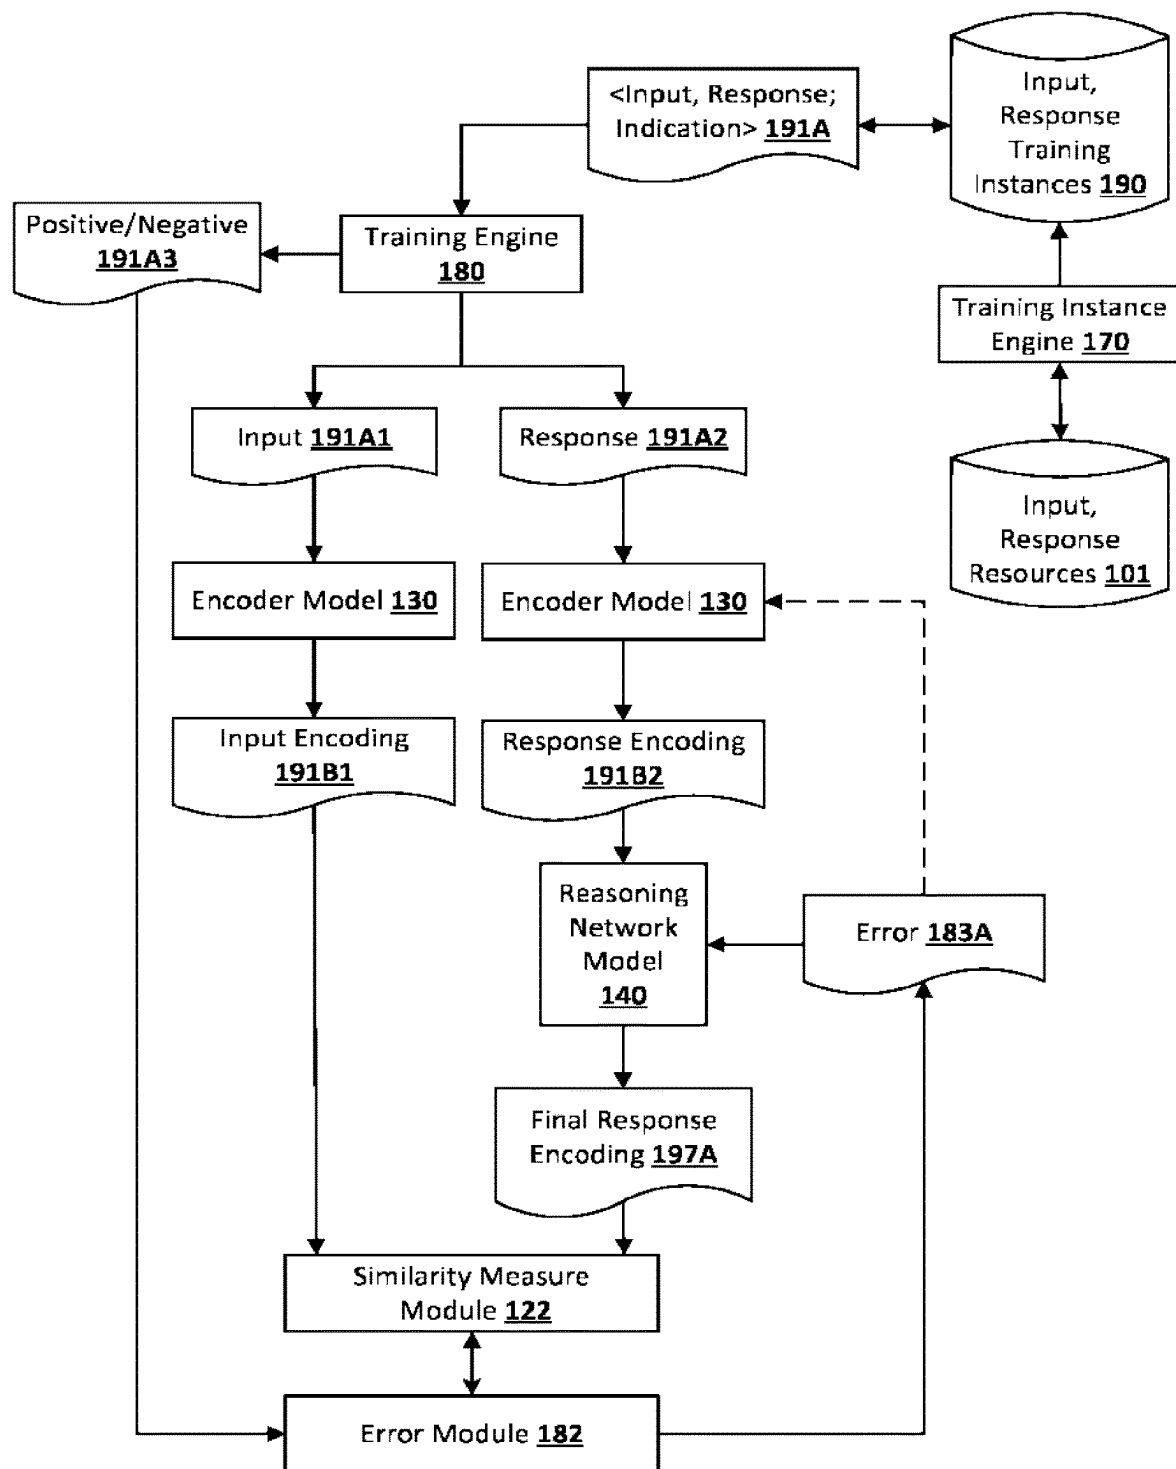 <Input, Response;
Indication> 191A
Input,
Response
Training
Instances 190
Positive/Negative
191A3
Training Engine
180
Training Instance
Engine 170
Input 191A1
Response 191A2
Input,
Response
Resources 101
Encoder Model 130
Encoder Model 130
Input Encoding
191B1
Response Encoding
191B2
Reasoning
Network
Model
140
Error 183A
Final Response
Encoding 197A
Similarity Measure
Module 122
Error Module 182